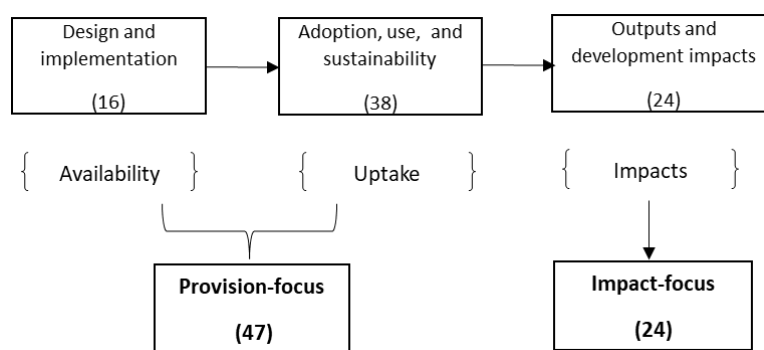 Design and
implementation
(16)
Adoption, use, and
sustainability
(38)
Outputs and
development impacts
(24)
Availability
Uptake
Impacts
Provision-focus
(47)
Impact-focus
(24)